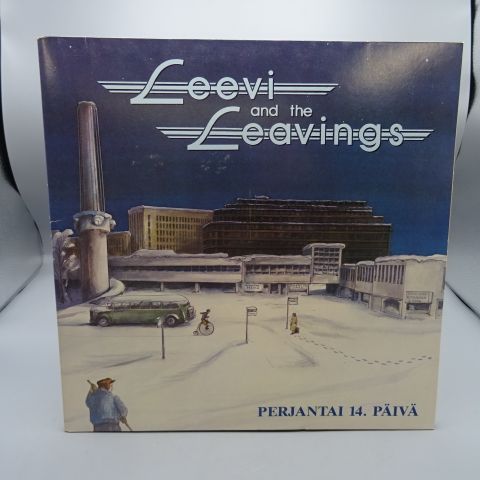 Leevi
and the
Leavings
PERJANTAI 14. PÄIVÄ